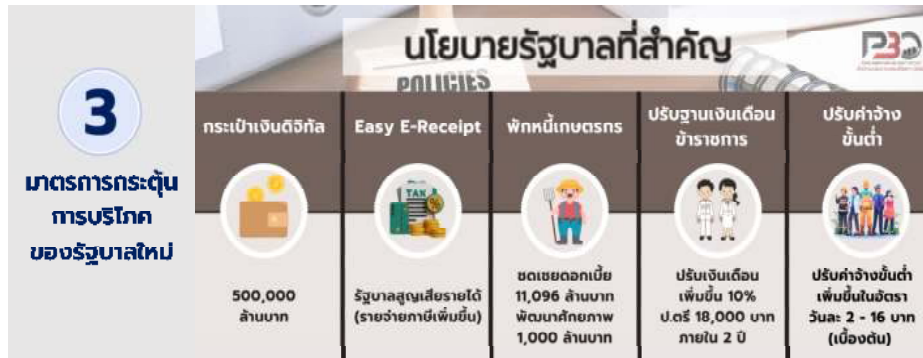 3
มาตรการกระตุ้น
การบริโภค
ของรัฐบาลใหม่
นโยบายรัฐบาลที่สำคัญ
POLICIES
กระเป๋าเงินดิจิทัล
500,000
ล้านบาท
Easy E-Receipt
TAX
รัฐบาลสูญเสียรายได้
(รายจ่ายภาษีเพิ่มขึ้น)
พักหนี้เกษตรกร
ชดเชยดอกเบี้ย
11,096 ล้านบาท
พัฒนาศักยภาพ
1,000 ล้านบาท
ปรับฐานเงินเดือน
ข้าราชการ
ปรับเงินเดือน
เพิ่มขึ้น 10%
ป.ตรี 18,000 บาท
ภายใน 2 ปี
ปรับค่าจ้าง
ขั้นต่ำ
ปรับค่าจ้างขั้นต่ำ
เพิ่มขึ้นในอัตรา
วันละ 2 - 16 บาท
(เบื้องต้น)